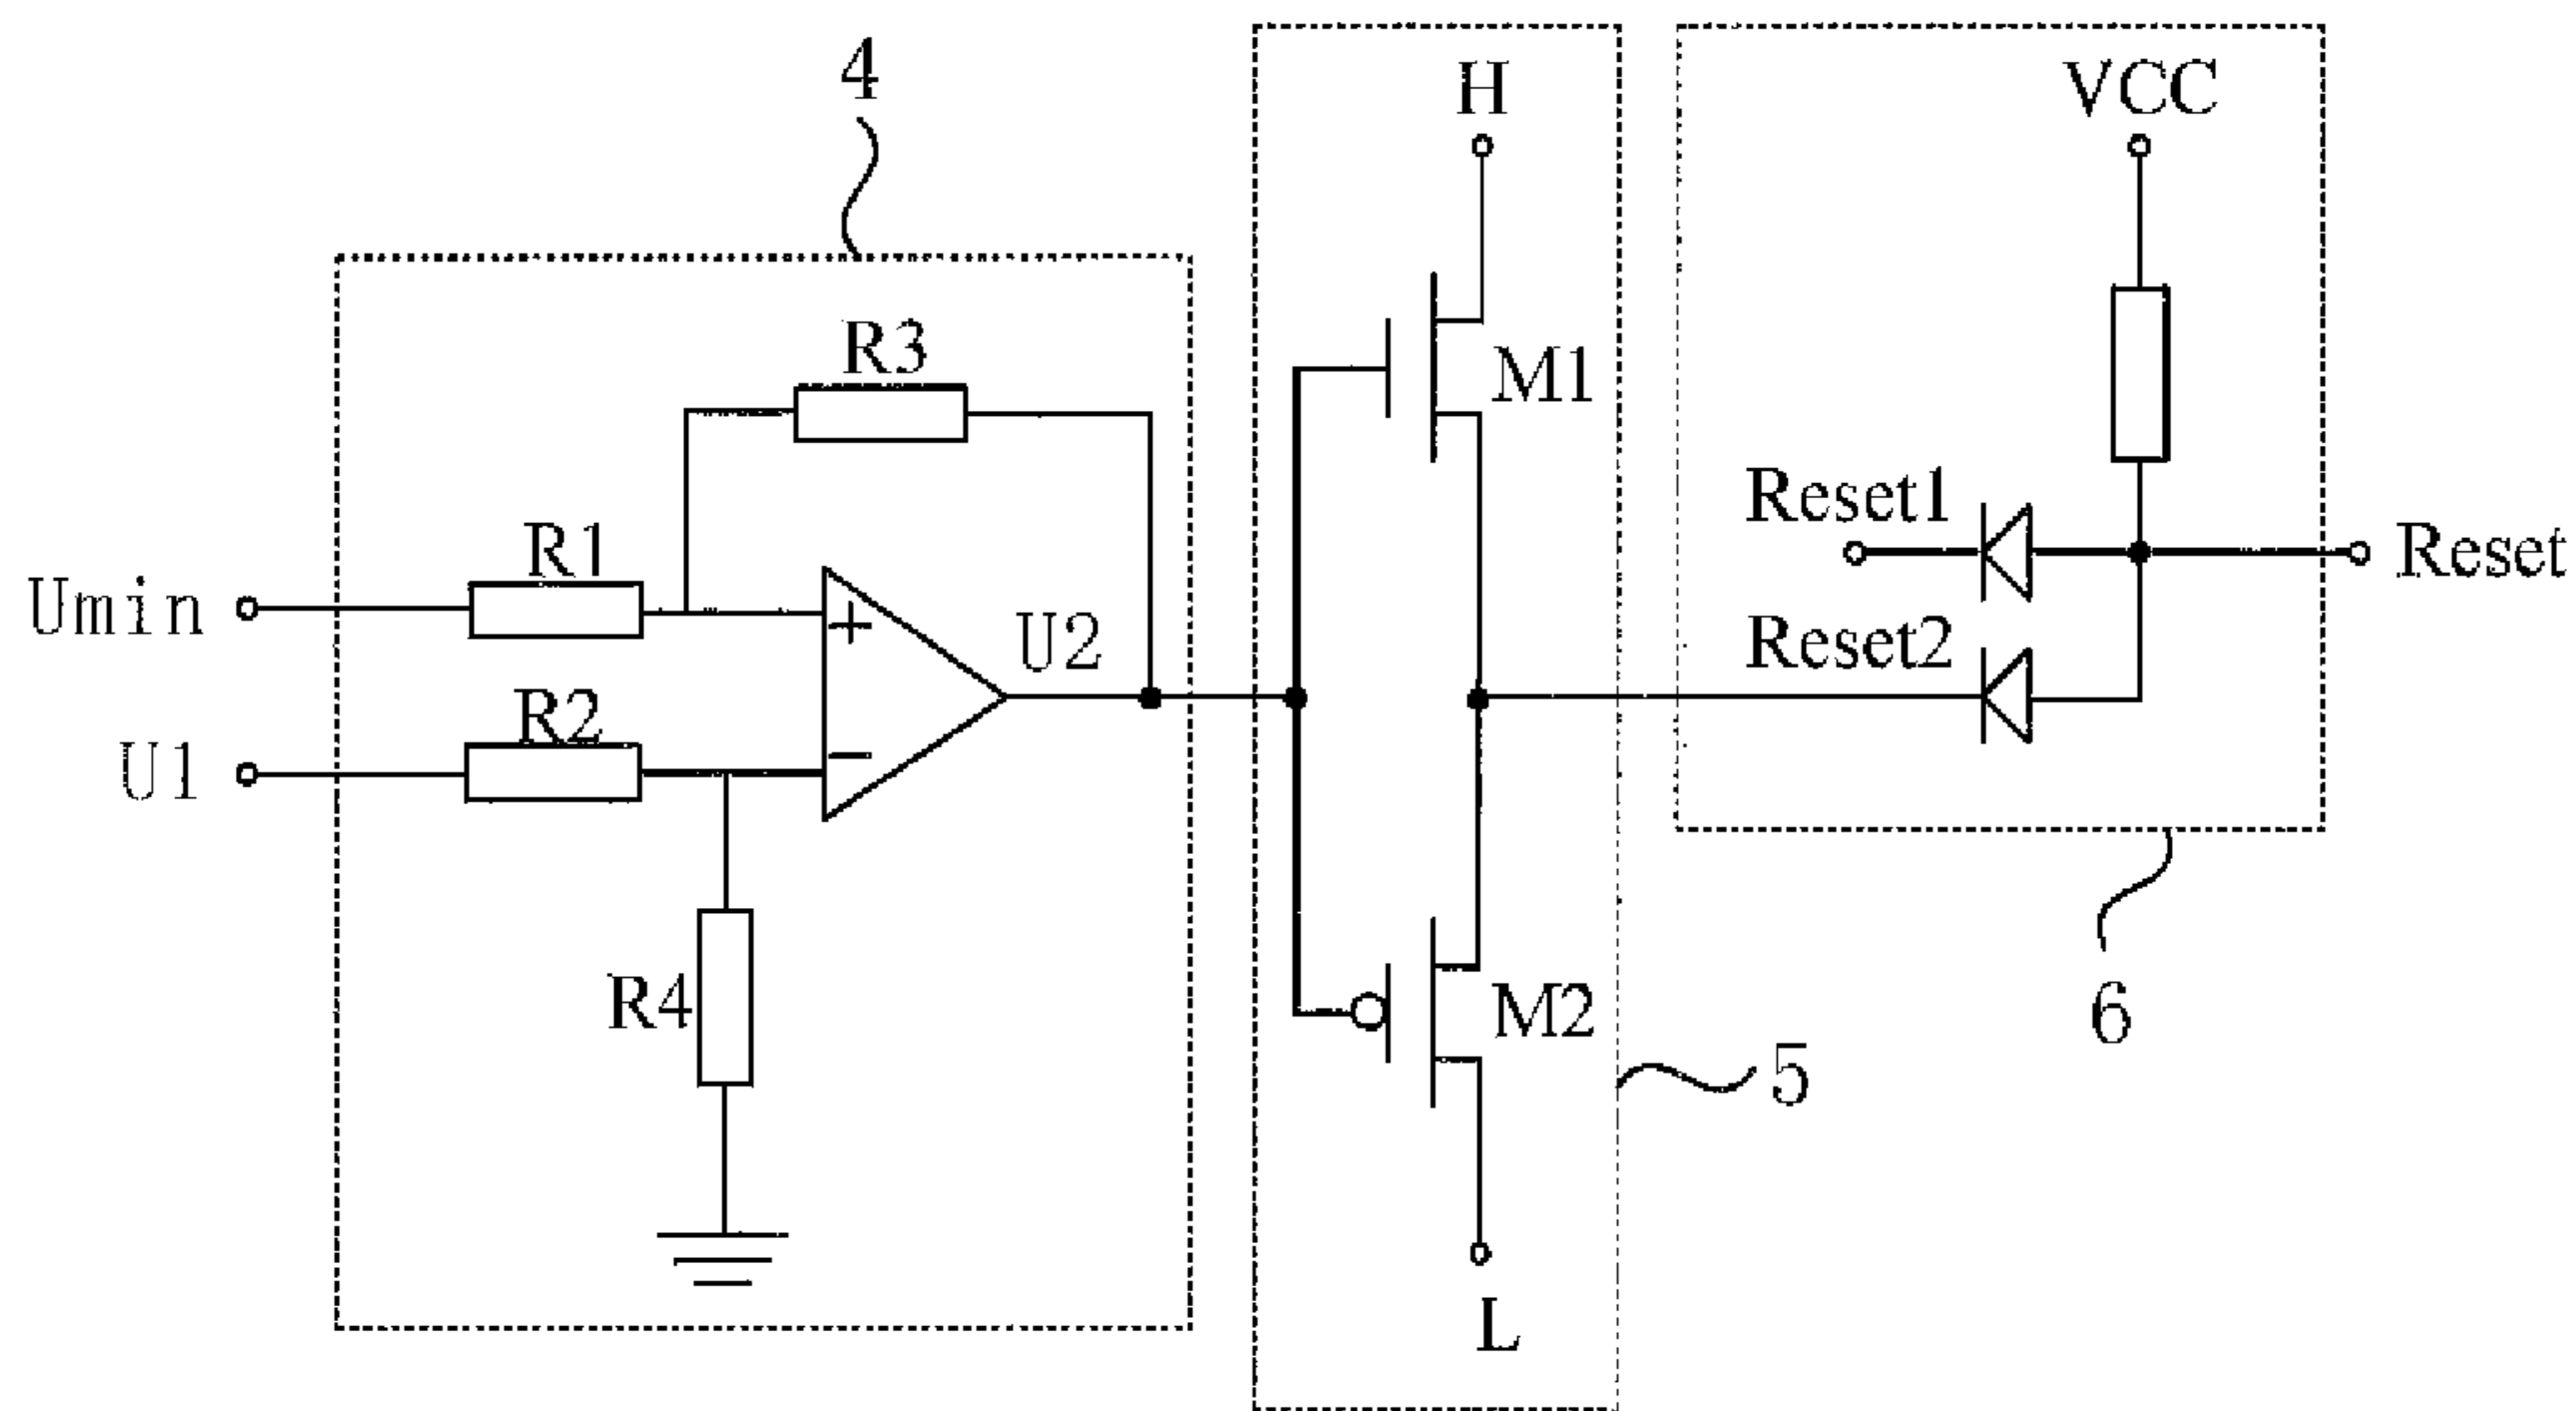 4
H
VCC
R3
M1
Reset1
R1
Reset
Umin
+
U2
Reset2
R2
U1
−
R4
M2
6
5
L